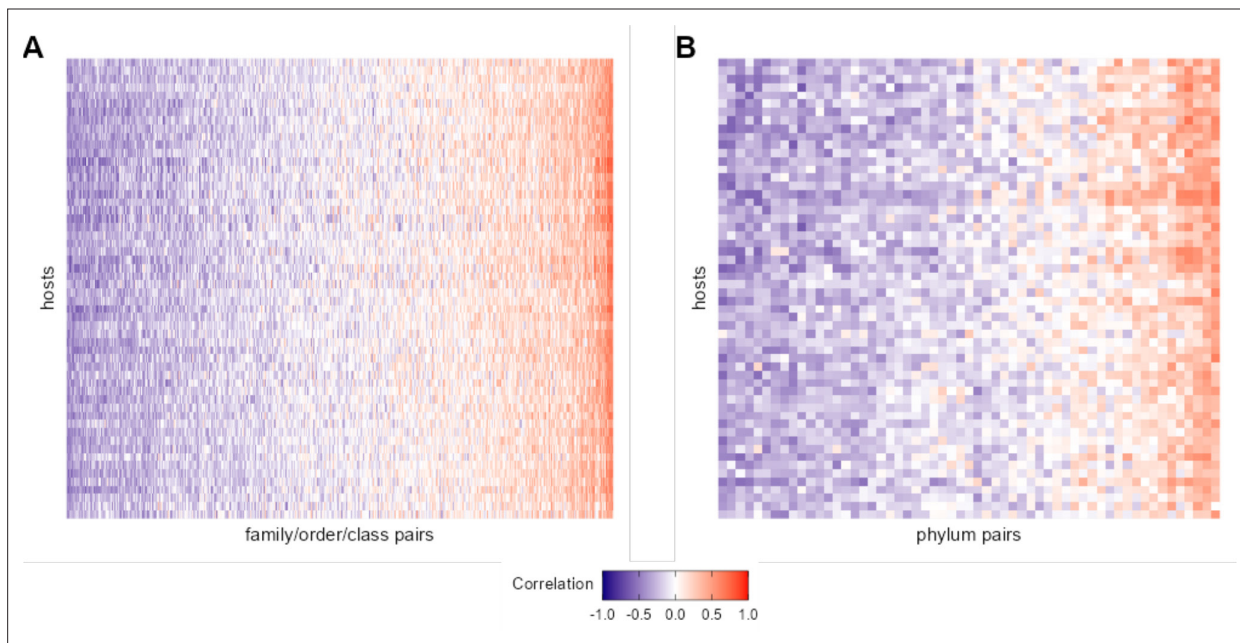 A
B
hosts
hosts
family/order/class pairs
phylum pairs
Correlation
-1.0 -0.5 0.0 0.5 1.0